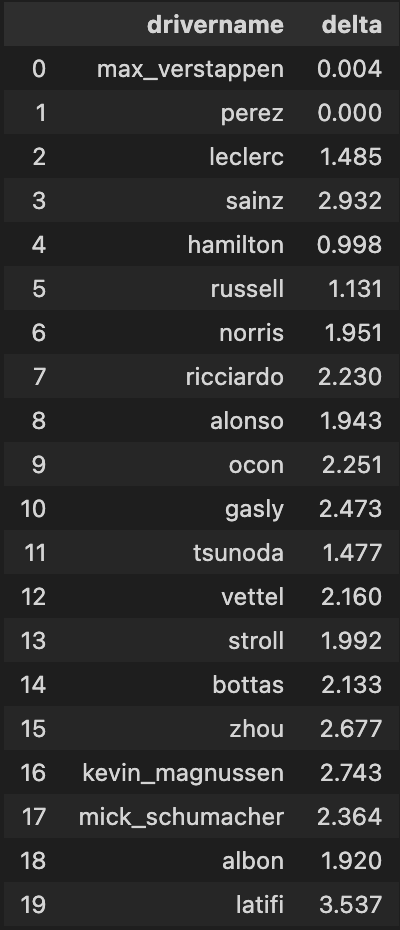 drivername delta
0 max_verstappen 0.004
1 perez 0.000
2 leclerc 1.485
3 sainz 2.932
4 hamilton 0.998
5 russell 1.131
6 norris 1.951
7 ricciardo 2.230
8 alonso 1.943
9 ocon 2.251
10 gasly 2.473
11 tsunoda 1.477
12 vettel 2.160
13 stroll 1.992
14 bottas 2.133
15 zhou 2.677
16 kevin_magnussen 2.743
17 mick_schumacher 2.364
18 albon 1.920
19 latifi 3.537